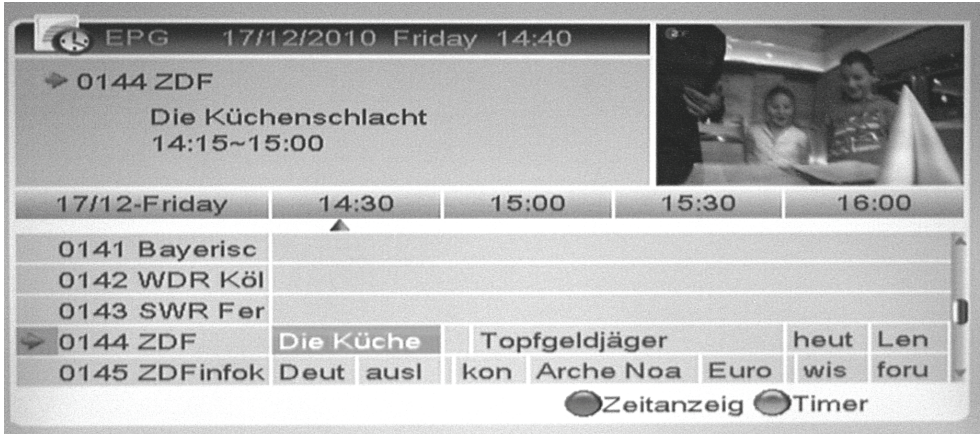 EPG 17/12/2010 Friday 14:40
0144 ZDF
Die Küchenschlacht
14:15~15:00
17/12-Friday 14:30 15:00 15:30 16:00
0141 Bayerisc
0142 WDR Köl
0143 SWR Fer
0144 ZDF Die Küche Topfgeldjäger heut Len
0145 ZDFinfok Deut ausl kon Arche Noa Euro wis foru
Zeitanzeig Timer